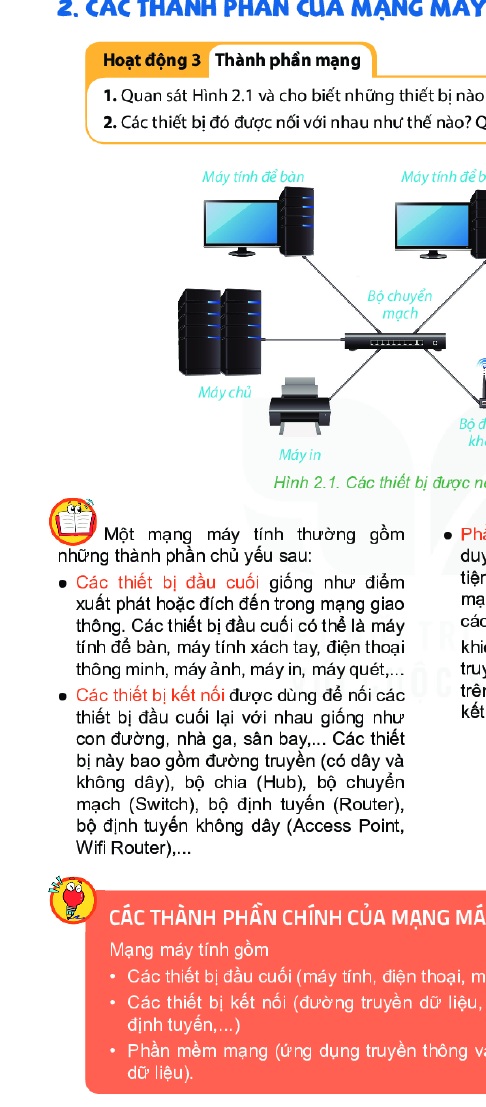 2. CÁC THÀNH PHẦN CỦA MẠNG MÁY
Hoạt động 3 Thành phần mạng
1. Quan sát Hình 2.1 và cho biết những thiết bị nào
2. Các thiết bị đó được nối với nhau như thế nào? Q
Máy tính để bàn
Máy tính để b
Bộ chuyển
mạch
Máy chủ
Máy in
Bộ đ
kh
Hình 2.1. Các thiết bị được n
Một mạng máy tính thường gồm
những thành phần chủ yếu sau:
• Các thiết bị đầu cuối giống như điểm
xuất phát hoặc đích đến trong mạng giao
thông. Các thiết bị đầu cuối có thể là máy
tính để bàn, máy tính xách tay, điện thoại
thông minh, máy ảnh, máy in, máy quét,...
• Các thiết bị kết nối được dùng để nối các
thiết bị đầu cuối lại với nhau giống như
con đường, nhà ga, sân bay,... Các thiết
bị này bao gồm đường truyền (có dây và
không dây), bộ chia (Hub), bộ chuyển
mạch (Switch), bộ định tuyến (Router),
bộ định tuyến không dây (Access Point,
Wifi Router),...
• Ph
duy
tiện
mạ
các
khi
truy
trên
kết
CÁC THÀNH PHẦN CHÍNH CỦA MẠNG MÁ
Mạng máy tính gồm
• Các thiết bị đầu cuối (máy tính, điện thoại, m
• Các thiết bị kết nối (đường truyền dữ liệu,
định tuyến,...)
• Phần mềm mạng (ứng dụng truyền thông v
dữ liệu).